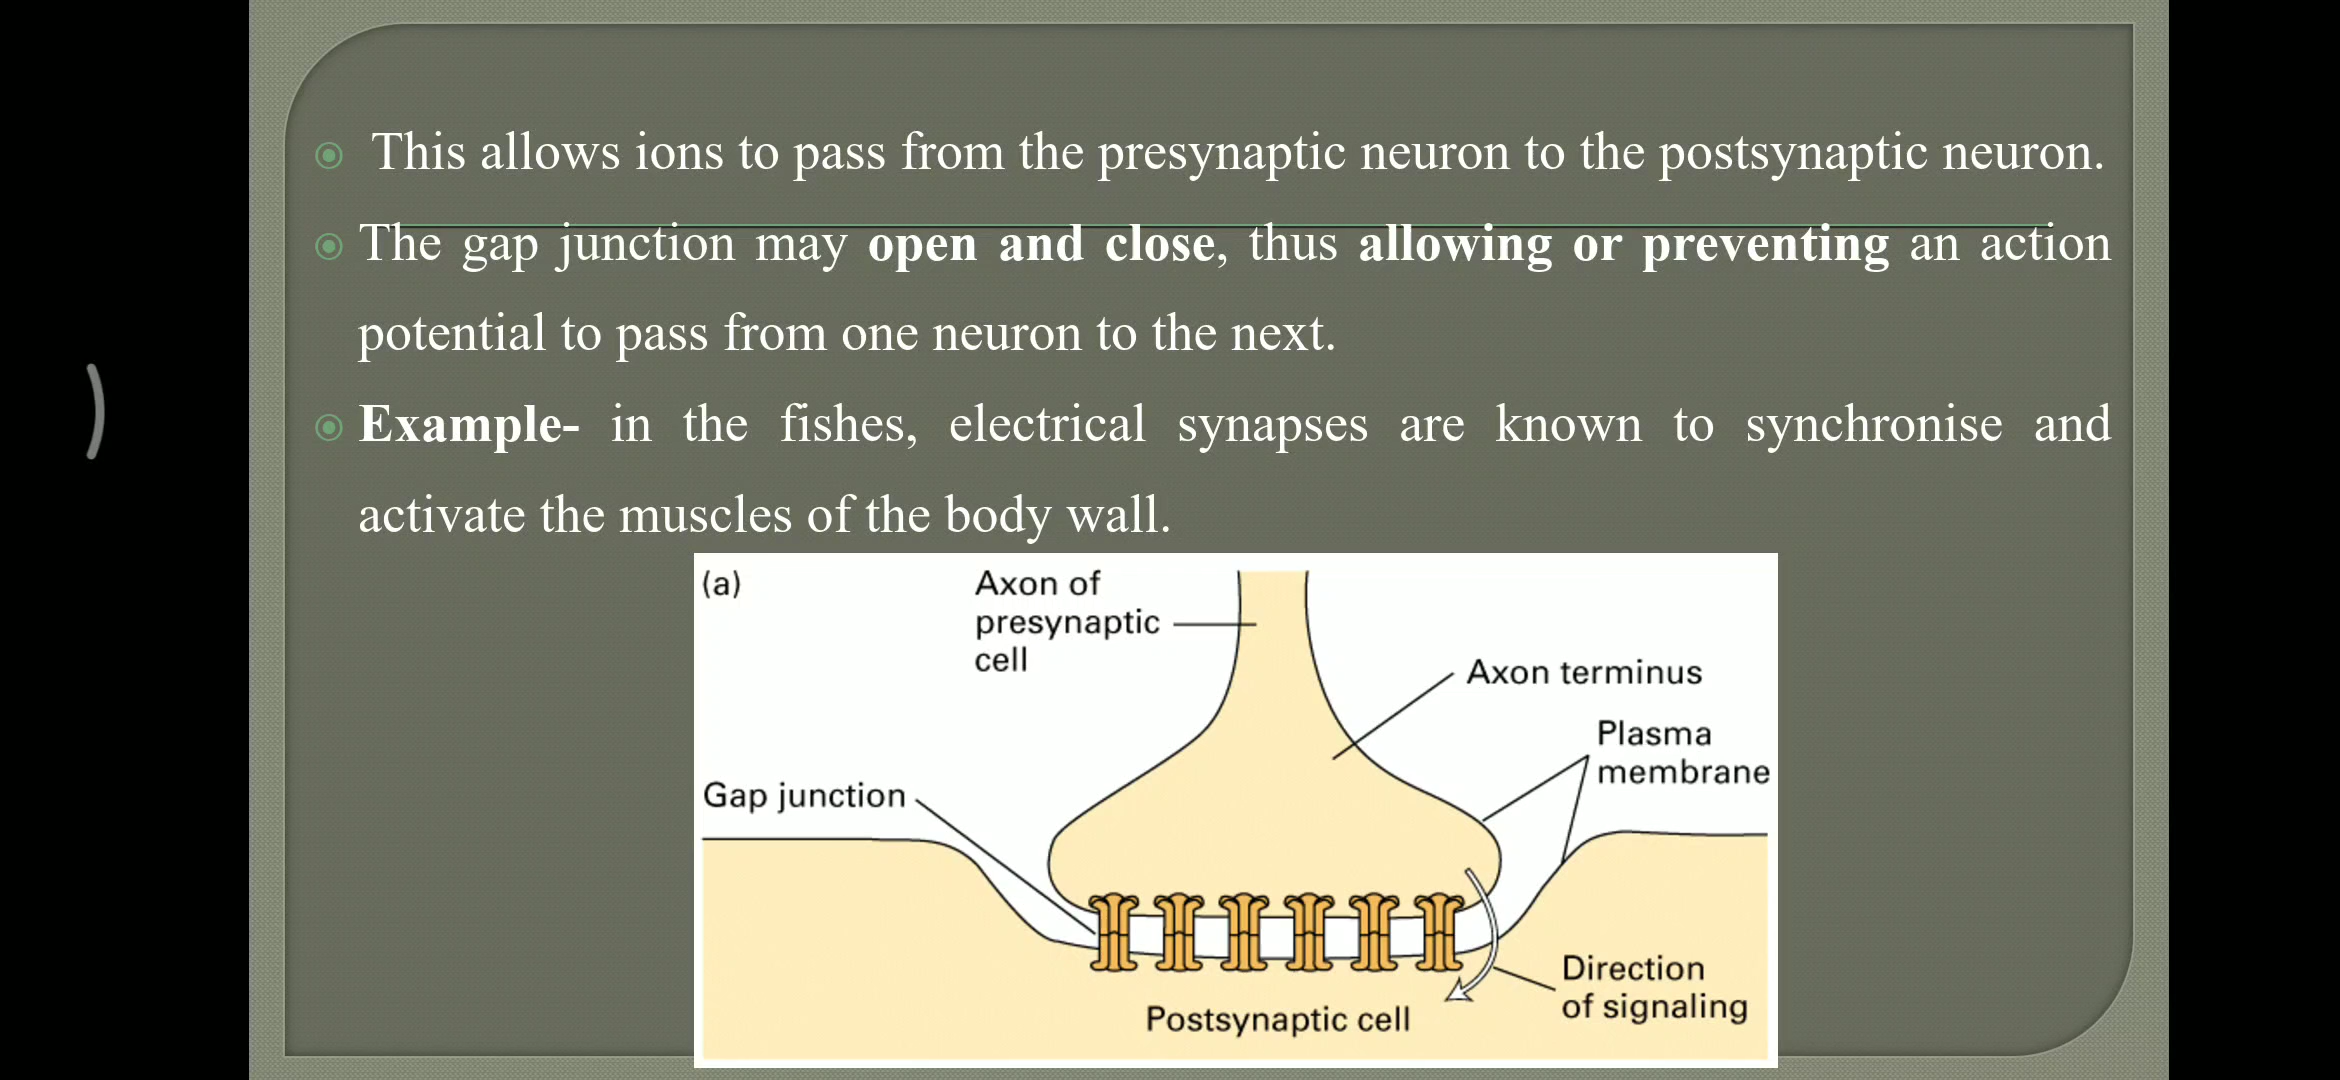 This allows ions to pass from the presynaptic neuron to the postsynaptic neuron.
The gap junction may open and close, thus allowing or preventing an action
potential to pass from one neuron to the next.
Example- in the fishes, electrical synapses are known to synchronise and
activate the muscles of the body wall.
(a)
Axon of
presynaptic
cell
Axon terminus
Plasma
membrane
Gap junction
Direction
of signaling
Postsynaptic cell